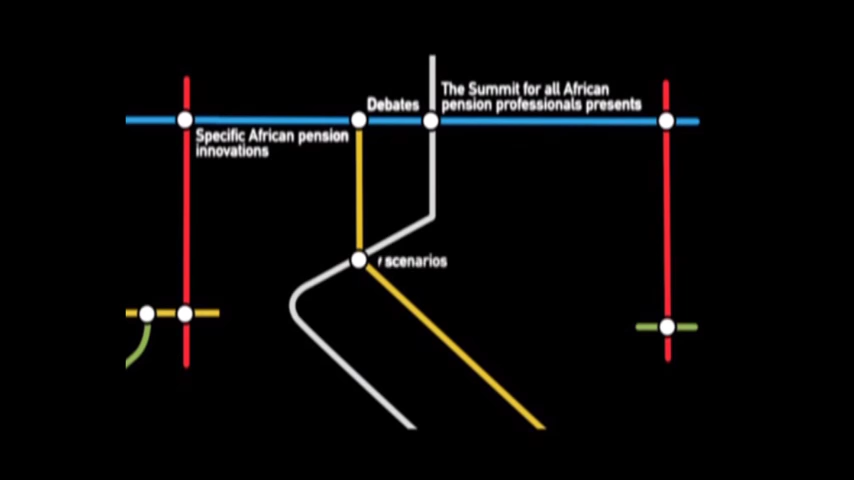 The Summit for all African
pension professionals presents
Debates
Specific African pension
innovations
scenarios